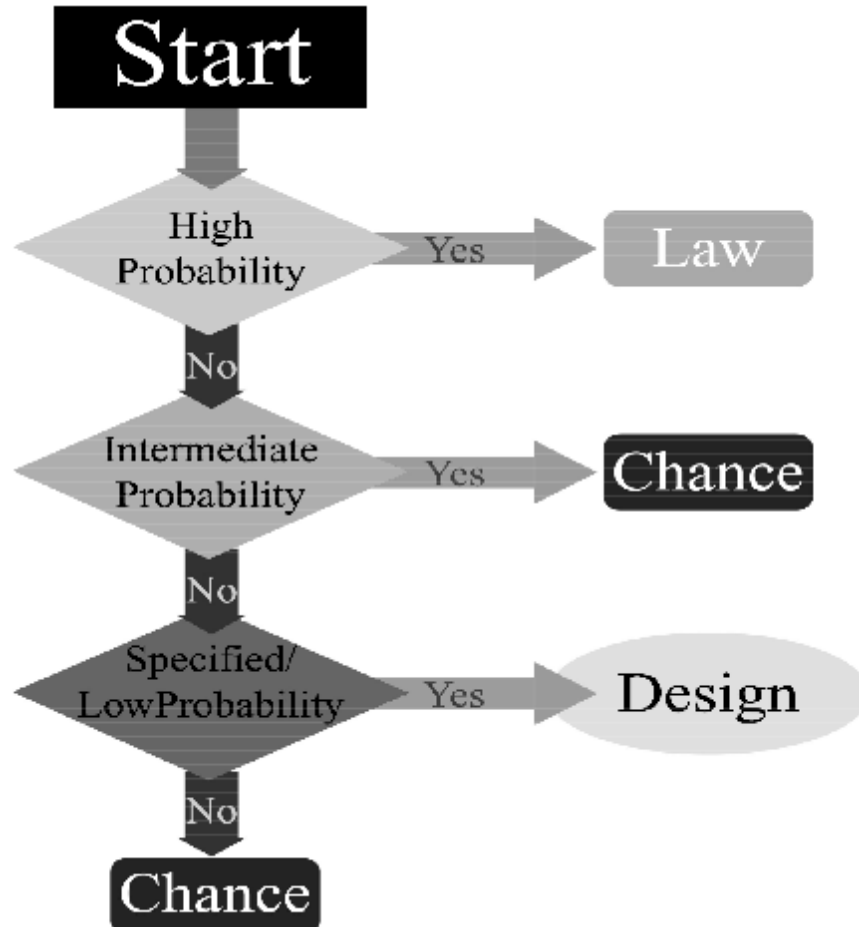 Start
High
Probability
Yes
Law
No
Intermediate
Probability
Yes
Chance
No
Specified/
LowProbability
Yes
Design
No
Chance